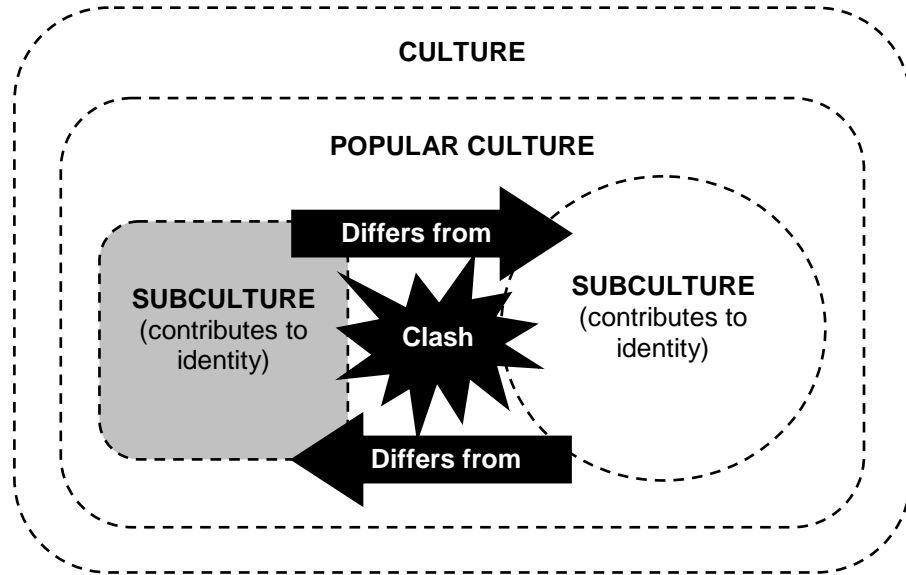 CULTURE
POPULAR CULTURE
Differs from
SUBCULTURE
(contributes to
identity)
Clash
SUBCULTURE
(contributes to
identity)
Differs from